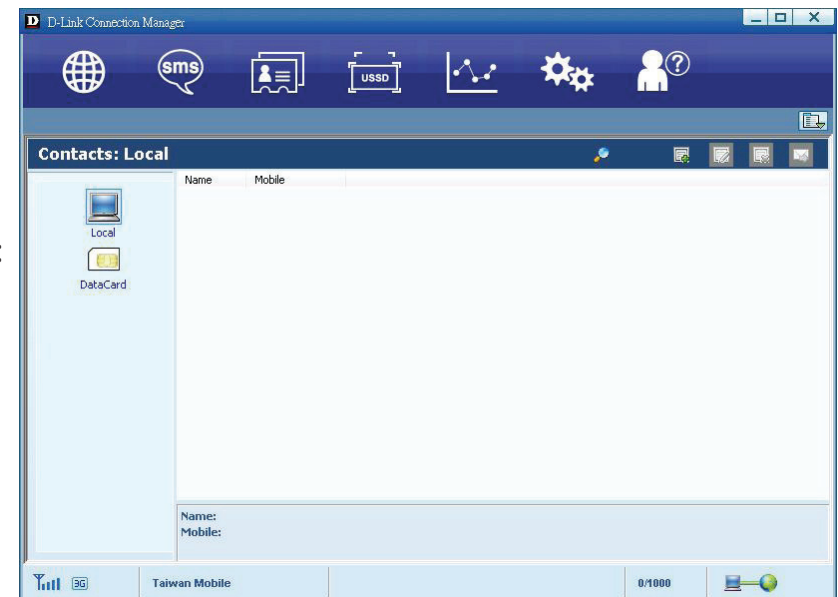 D-Link Connection Manager
sms
USSD
?
Contacts: Local
Name Mobile
Local
DataCard
:
Name:
Mobile:
3G Taiwan Mobile 0/1000